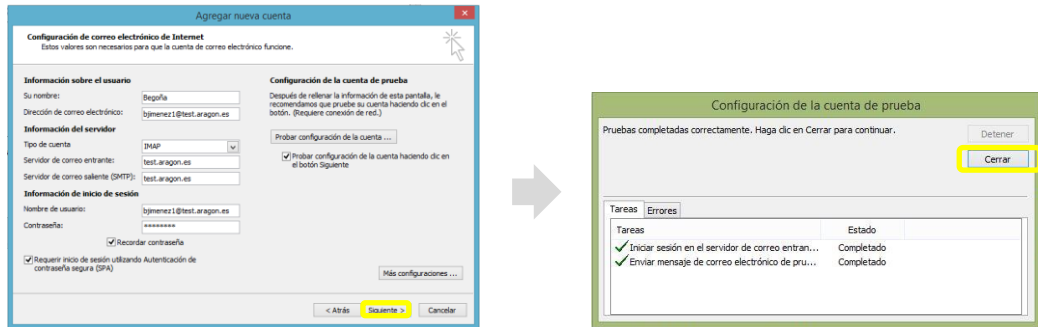 Agregar nueva cuenta
Configuración de correo electrónico de Internet
Estos valores son necesarios para que la cuenta de correo electrónico funcione.
Información sobre el usuario
Su nombre:
Begoña
Dirección de correo electrónico:
bjimenez1@test.aragon.es
Información del servidor
Tipo de cuenta
IMAP
Servidor de correo entrante:
test.aragon.es
Servidor de correo saliente (SMTP):
test.aragon.es
Información de inicio de sesión
Nombre de usuario:
bjimenez1@test.aragon.es
Contraseña:
********
Recordar contraseña
Requerir inicio de sesión utilizando Autenticación de
contraseña segura (SPA)
Configuración de la cuenta de prueba
Después de rellenar la información de esta pantalla, le
recomendamos que pruebe su cuenta haciendo clic en el
botón. (Requiere conexión de red.)
Probar configuración de la cuenta ...
Probar configuración de la cuenta haciendo clic en
el botón Siguiente
Más configuraciones ...
< Atrás
Siguiente >
Cancelar
Configuración de la cuenta de prueba
Pruebas completadas correctamente. Haga clic en Cerrar para continuar.
Detener
Cerrar
Tareas
Errores
Tareas
Estado
Iniciar sesión en el servidor de correo entran...
Completado
Enviar mensaje de correo electrónico de pru...
Completado